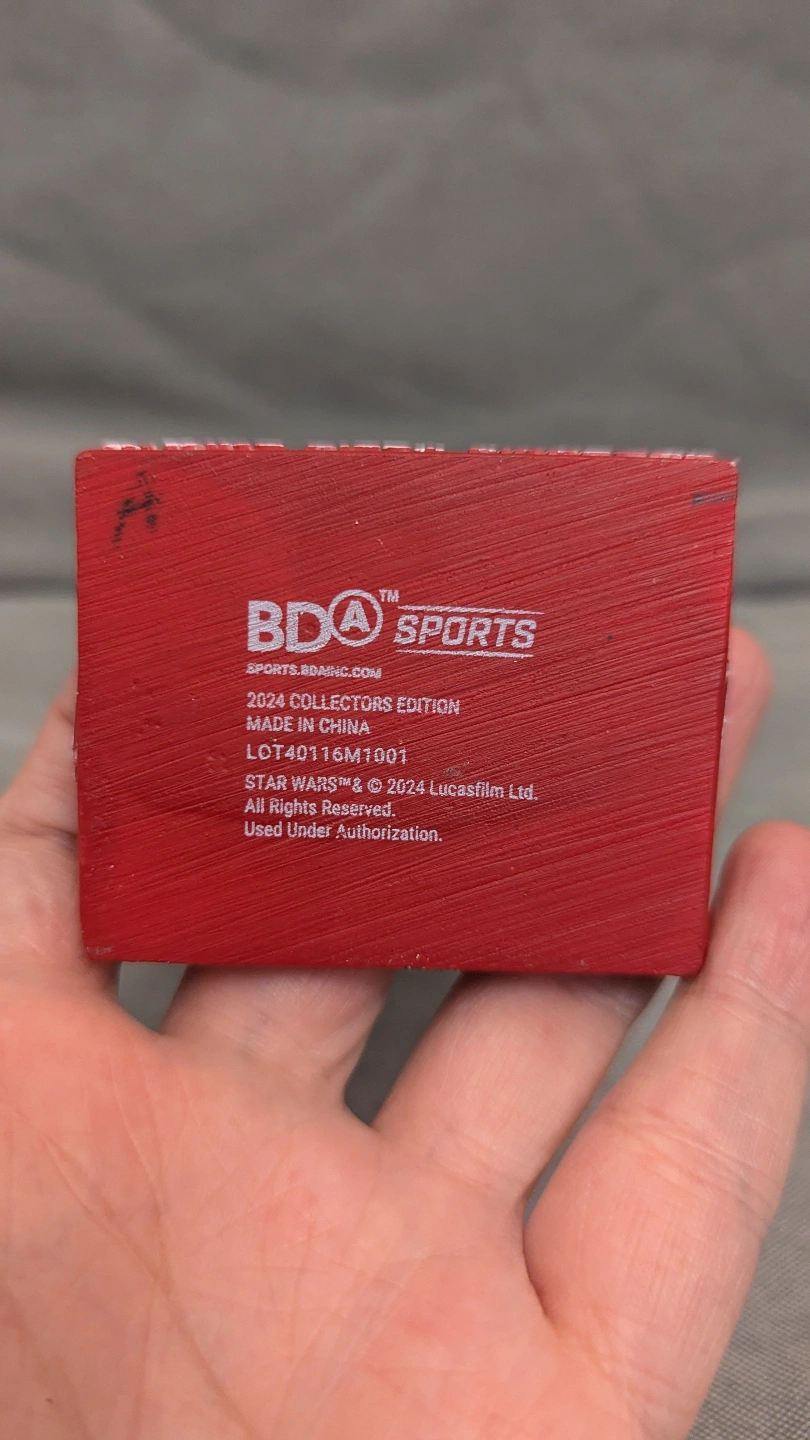 BDA™ SPORTS
SPORTS.BDAINC.COM
2024 COLLECTORS EDITION
MADE IN CHINA
LOT40116M1001
STAR WARS™& © 2024 Lucasfilm Ltd.
All Rights Reserved.
Used Under Authorization.